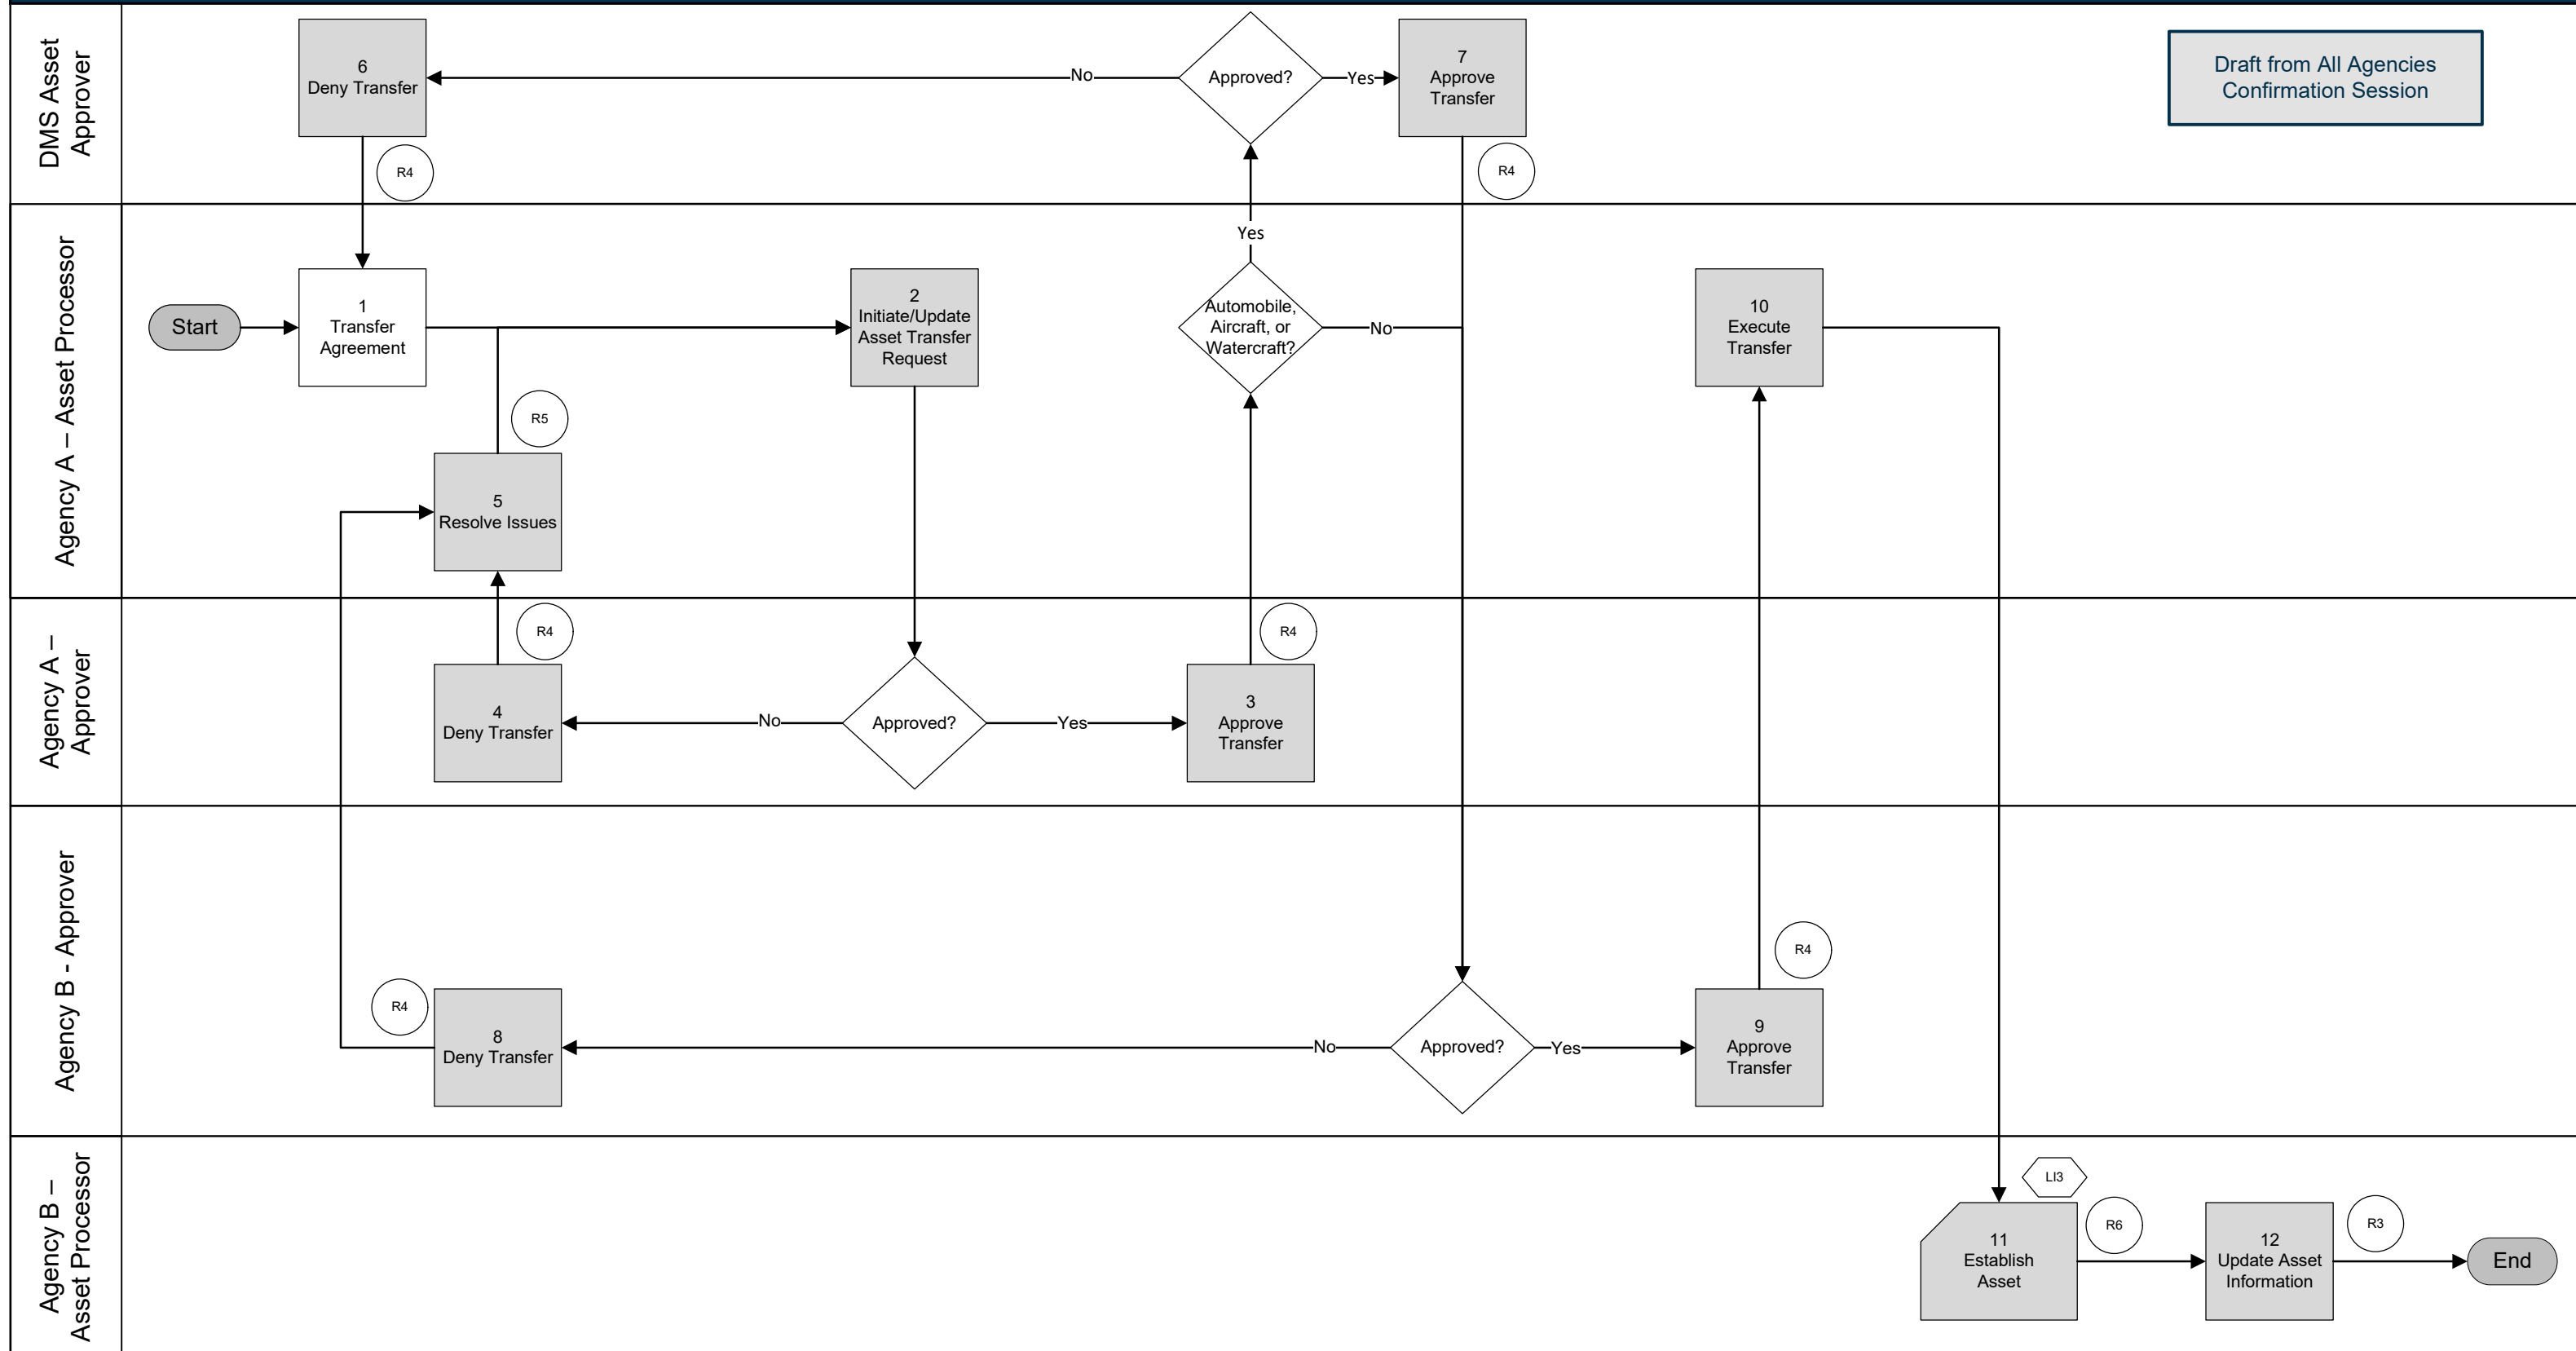 DMS Asset
Approver
6
Deny Transfer
No
Approved?
Yes
7
Approve
Transfer
Draft from All Agencies
Confirmation Session
R4
R4
Agency A – Asset Processor
Start
1
Transfer
Agreement
2
Initiate/Update
Asset Transfer
Request
Yes
Automobile,
Aircraft, or
Watercraft?
No
10
Execute
Transfer
R5
5
Resolve Issues
Agency A –
Approver
R4
R4
4
Deny Transfer
No
Approved?
Yes
3
Approve
Transfer
Agency B - Approver
R4
R4
8
Deny Transfer
No
Approved?
Yes
9
Approve
Transfer
Agency B –
Asset Processor
LI3
11
Establish
Asset
R6
12
Update Asset
Information
R3
End